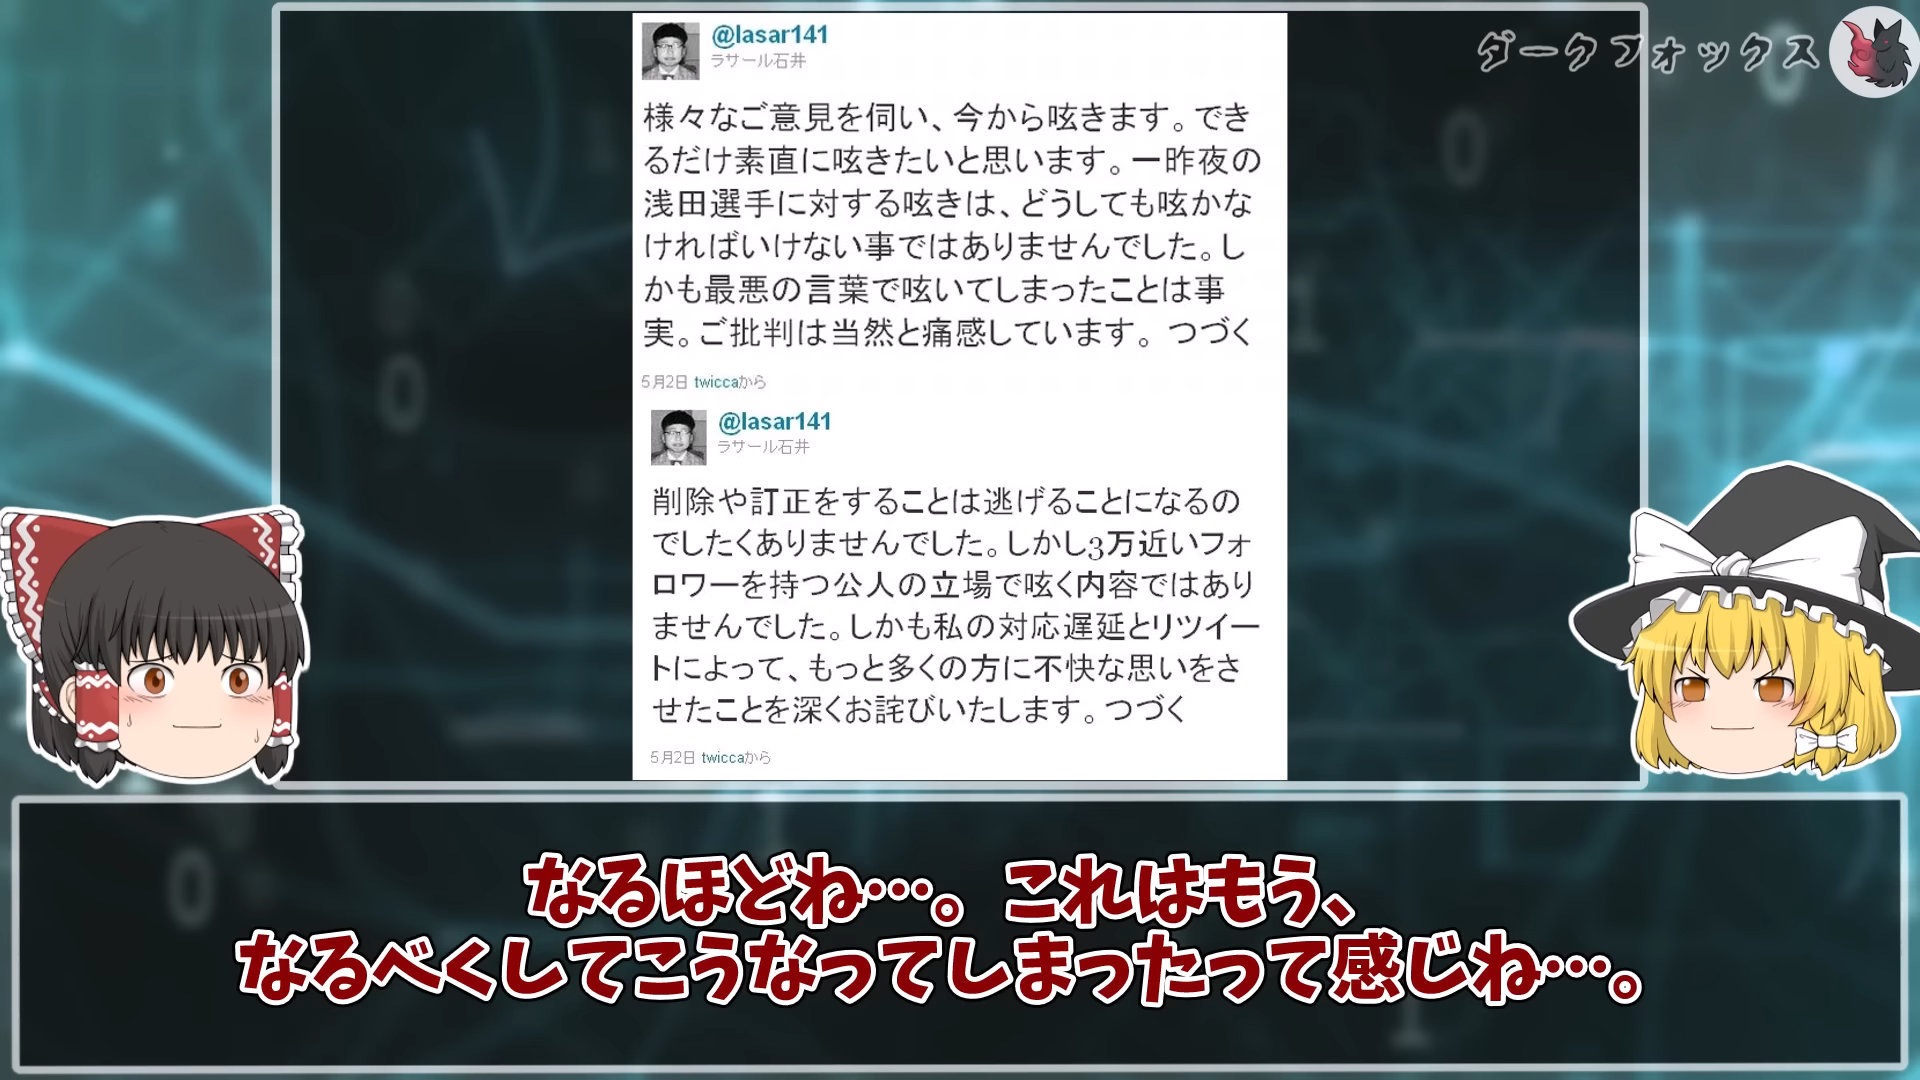 ダークフォックス
@lasar141
ラサール石井
様々なご意見を伺い、今から呟きます。でき
るだけ素直に呟きたいと思います。一昨夜の
浅田選手に対する呟きは、どうしても呟かな
ければいけない事ではありませんでした。し
かも最悪の言葉で呟いてしまったことは事
実。ご批判は当然と痛感しています。 つづく
5月2日 twiccaから
@lasar141
ラサール石井
削除や訂正をすることは逃げることになるの
でしたくありませんでした。しかし3万近いフォ
ロワーを持つ公人の立場で呟く内容ではあり
ませんでした。しかも私の対応遅延とリツイー
トによって、もっと多くの方に不快な思いをさ
せたことを深くお詫びいたします。つづく
5月2日 twiccaから
なるほどね…。これはもう、
なるべくしてこうなってしまったって感じね…。